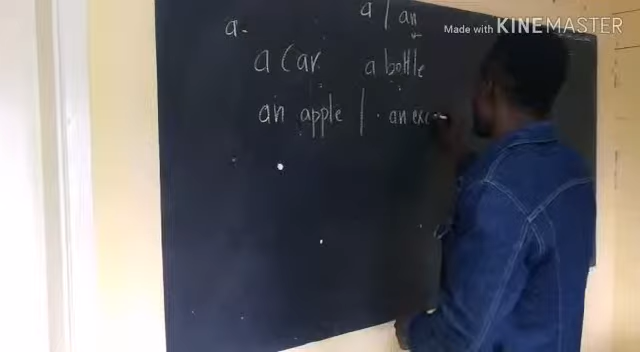 a / an
a.
Made with KINEMASTER
a Car a bottle
an apple / an exc